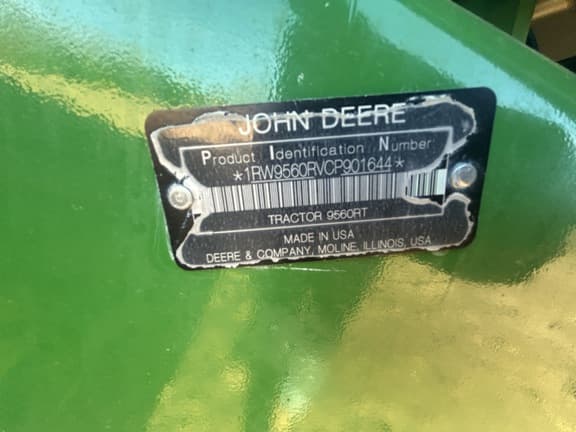 JOHN DEERE
Product Identification Number
*1RW9560RVCP901644*
TRACTOR 9560RT
MADE IN USA
DEERE & COMPANY, MOLINE, ILLINOIS, USA